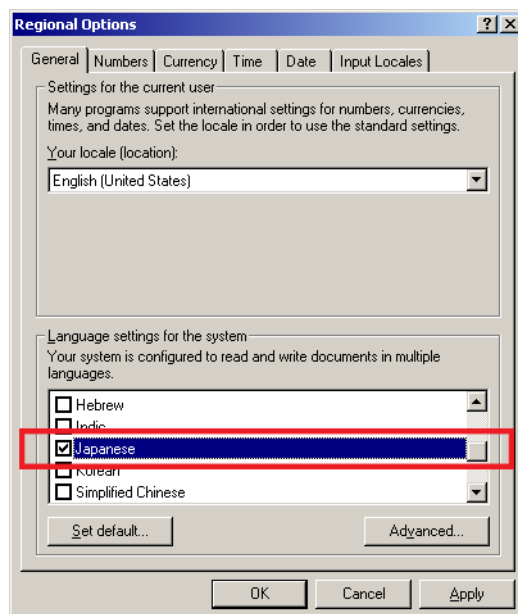 Regional Options
General Numbers Currency Time Date Input Locales
Settings for the current user
Many programs support international settings for numbers, currencies,
times, and dates. Set the locale in order to use the standard settings.
Your locale (location):
English (United States)
Language settings for the system
Your system is configured to read and write documents in multiple
languages.
Hebrew
Indic
Japanese
Korean
Simplified Chinese
Set default... Advanced...
OK Cancel Apply